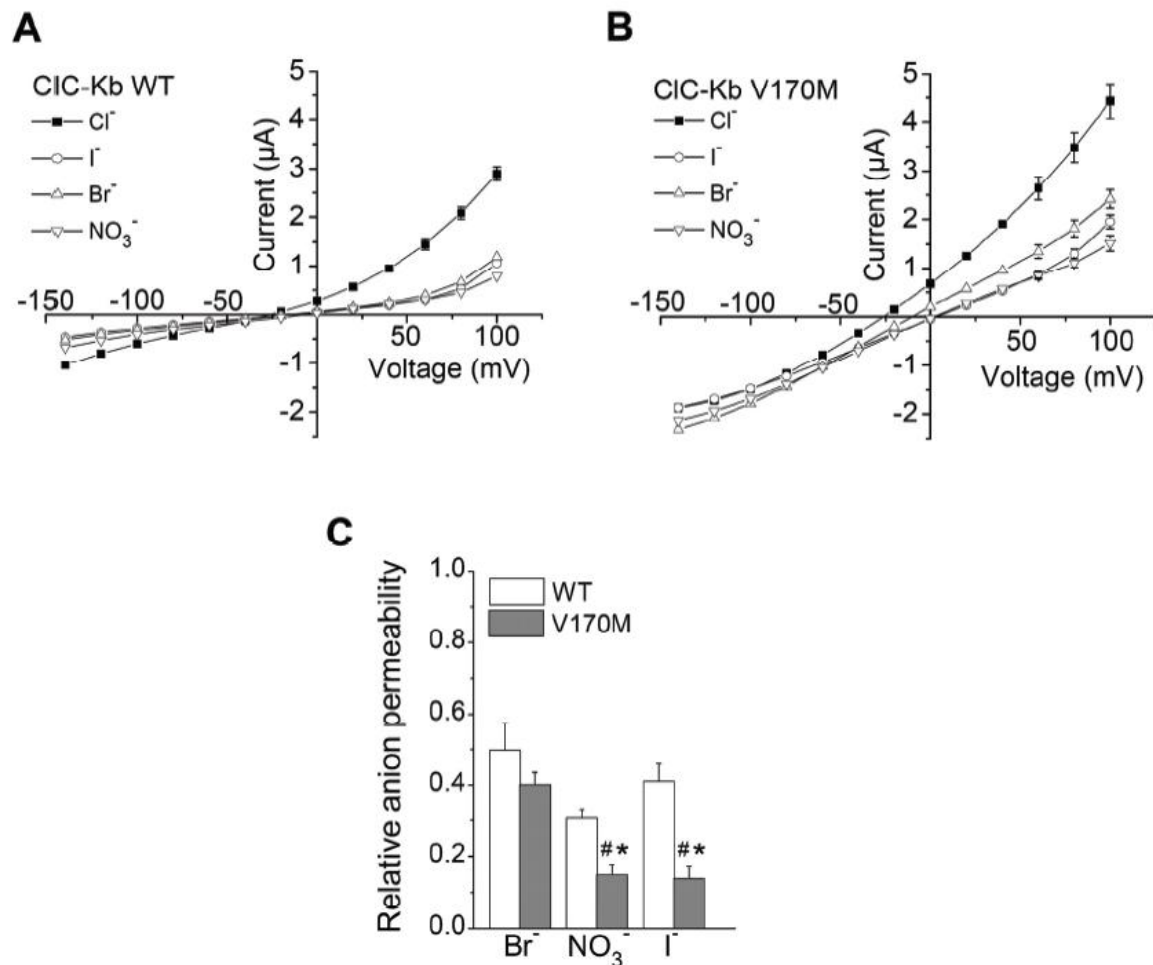 A
ClC-Kb WT
Cl⁻
I⁻
Br⁻
NO₃⁻
Current (µA)
5
4
3
2
1
-1
-2
-150 -100 -50 50 100
Voltage (mV)
B
ClC-Kb V170M
Cl⁻
I⁻
Br⁻
NO₃⁻
Current (µA)
5
4
3
2
1
-1
-2
-150 -100 -50 50 100
Voltage (mV)
C
Relative anion permeability
1.0
0.8
0.6
0.4
0.2
0.0
WT
V170M
#* #*
Br⁻ NO₃⁻ I⁻